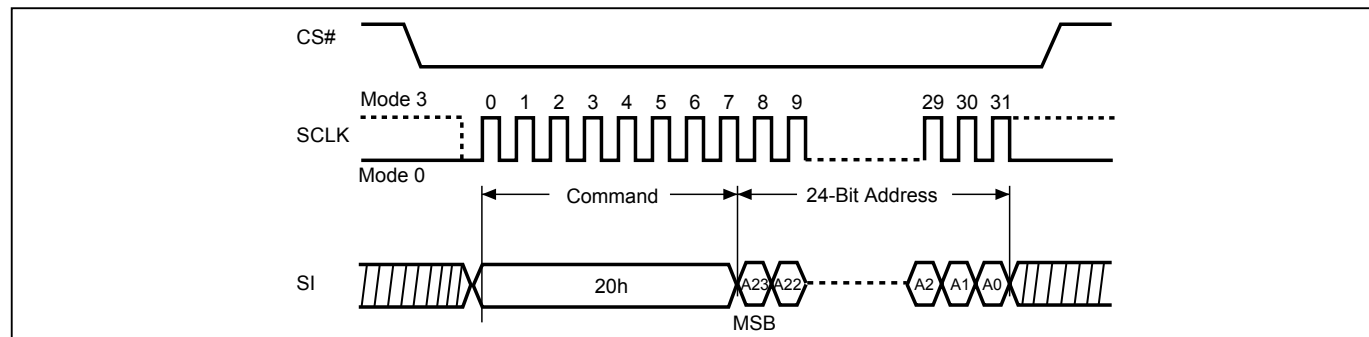 CS#
Mode 3
0 1 2 3 4 5 6 7 8 9 29 30 31
SCLK
Mode 0
Command 24-Bit Address
SI 20h A23 A22 A2 A1 A0
MSB